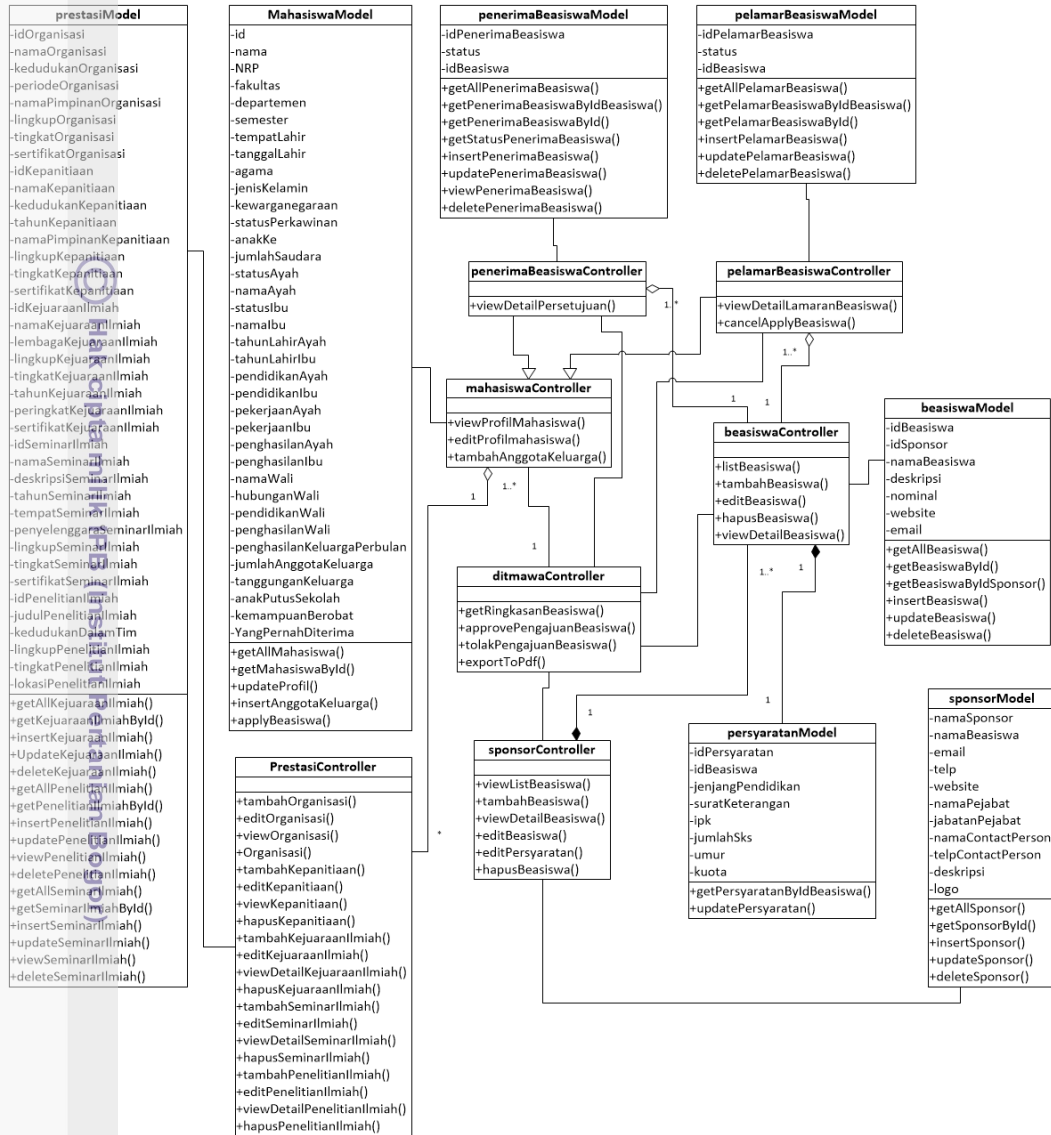 prestasiModel
-idOrganisasi
-namaOrganisasi
-kedudukanOrganisasi
-periodeOrganisasi
-namaPimpinanOrganisasi
-lingkupOrganisasi
-tingkatOrganisasi
-sertifikatOrganisasi
-idKepanitiaan
-namaKepanitiaan
-kedudukanKepanitiaan
-tahunKepanitiaan
-namaPimpinanKepanitiaan
-lingkupKepanitiaan
-tingkatKepanitiaan
-sertifikatKepanitiaan
-idKejuaraanIlmiah
-namaKejuaraanIlmiah
-lembagaKejuaraanIlmiah
-lingkupKejuaraanIlmiah
-tingkatKejuaraanIlmiah
-tahunKejuaraanIlmiah
-peringkatKejuaraanIlmiah
-sertifikatKejuaraanIlmiah
-idSeminarIlmiah
-namaSeminarIlmiah
-deskripsiSeminarIlmiah
-tahunSeminarIlmiah
-tempatSeminarIlmiah
-penyelenggaraSeminarIlmiah
-lingkupSeminarIlmiah
-tingkatSeminarIlmiah
-sertifikatSeminarIlmiah
-idPenelitianIlmiah
-judulPenelitianIlmiah
-kedudukanDalamTim
-lingkupPenelitianIlmiah
-tingkatPenelitianIlmiah
-lokasiPenelitianIlmiah
+getAllKejuaraanIlmiah()
+getKejuaraanIlmiahById()
+insertKejuaraanIlmiah()
+UpdateKejuaraanIlmiah()
+deleteKejuaraanIlmiah()
+getAllPenelitianIlmiah()
+getPenelitianIlmiahById()
+insertPenelitianIlmiah()
+updatePenelitianIlmiah()
+viewPenelitianIlmiah()
+deletePenelitianIlmiah()
+getAllSeminarIlmiah()
+getSeminarIlmiahById()
+insertSeminarIlmiah()
+updateSeminarIlmiah()
+viewSeminarIlmiah()
+deleteSeminarIlmiah()
© Hak cipta milik IPB (Institut Pertanian Bogor)
MahasiswaModel
-id
-nama
-NRP
-fakultas
-departemen
-semester
-tempatLahir
-tanggalLahir
-agama
-jenisKelamin
-kewarganegaraan
-statusPerkawinan
-anakKe
-jumlahSaudara
-statusAyah
-namaAyah
-statusIbu
-namaIbu
-tahunLahirAyah
-tahunLahirIbu
-pendidikanAyah
-pendidikanIbu
-pekerjaanAyah
-pekerjaanIbu
-penghasilanAyah
-penghasilanIbu
-namaWali
-hubunganWali
-pendidikanWali
-penghasilanWali
-penghasilanKeluargaPerbulan
-jumlahAnggotaKeluarga
-tanggunganKeluarga
-anakPutusSekolah
-kemampuanBerobat
-YangPernahDiterima
+getAllMahasiswa()
+getMahasiswaById()
+updateProfil()
+insertAnggotaKeluarga()
+applyBeasiswa()
PrestasiController
+tambahOrganisasi()
+editOrganisasi()
+viewOrganisasi()
+Organisasi()
+tambahKepanitiaan()
+editKepanitiaan()
+viewKepanitiaan()
+hapusKepanitiaan()
+tambahKejuaraanIlmiah()
+editKejuaraanIlmiah()
+viewDetailKejuaraanIlmiah()
+hapusKejuaraanIlmiah()
+tambahSeminarIlmiah()
+editSeminarIlmiah()
+viewDetailSeminarIlmiah()
+hapusSeminarIlmiah()
+tambahPenelitianIlmiah()
+editPenelitianIlmiah()
+viewDetailPenelitianIlmiah()
+hapusPenelitianIlmiah()
penerimaBeasiswaModel
-idPenerimaBeasiswa
-status
-idBeasiswa
+getAllPenerimaBeasiswa()
+getPenerimaBeasiswaByIdBeasiswa()
+getPenerimaBeasiswaById()
+getStatusPenerimaBeasiswa()
+insertPenerimaBeasiswa()
+updatePenerimaBeasiswa()
+viewPenerimaBeasiswa()
+deletePenerimaBeasiswa()
pelamarBeasiswaModel
-idPelamarBeasiswa
-status
-idBeasiswa
+getAllPelamarBeasiswa()
+getPelamarBeasiswaByIdBeasiswa()
+getPelamarBeasiswaById()
+insertPelamarBeasiswa()
+updatePelamarBeasiswa()
+deletePelamarBeasiswa()
penerimaBeasiswaController
+viewDetailPersetujuan()
1..*
pelamarBeasiswaController
+viewDetailLamaranBeasiswa()
+cancelApplyBeasiswa()
1..*
mahasiswaController
+viewProfilMahasiswa()
+editProfilmahasiswa()
+tambahAnggotaKeluarga()
1
1..*
1
1
1
beasiswaController
+listBeasiswa()
+tambahBeasiswa()
+editBeasiswa()
+hapusBeasiswa()
+viewDetailBeasiswa()
1..*
1
beasiswaModel
-idBeasiswa
-idSponsor
-namaBeasiswa
-deskripsi
-nominal
-website
-email
+getAllBeasiswa()
+getBeasiswaById()
+getBeasiswaByIdSponsor()
+insertBeasiswa()
+updateBeasiswa()
+deleteBeasiswa()
ditmawaController
+getRingkasanBeasiswa()
+approvePengajuanBeasiswa()
+tolakPengajuanBeasiswa()
+exportToPdf()
1
1
*
sponsorController
+viewListBeasiswa()
+tambahBeasiswa()
+viewDetailBeasiswa()
+editBeasiswa()
+editPersyaratan()
+hapusBeasiswa()
persyaratanModel
-idPersyaratan
-idBeasiswa
-jenjangPendidikan
-suratKeterangan
-ipk
-jumlahSks
-umur
-kuota
+getPersyaratanByIdBeasiswa()
+updatePersyaratan()
sponsorModel
-namaSponsor
-namaBeasiswa
-email
-telp
-website
-namaPejabat
-jabatanPejabat
-namaContactPerson
-telpContactPerson
-deskripsi
-logo
+getAllSponsor()
+getSponsorById()
+insertSponsor()
+updateSponsor()
+deleteSponsor()